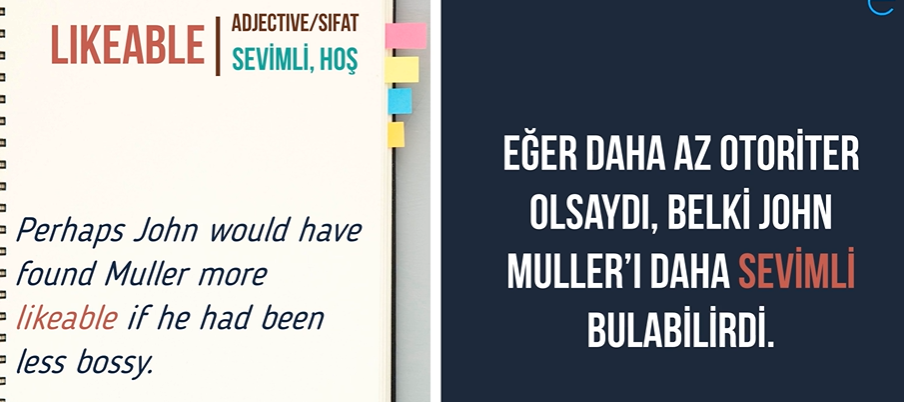 LIKEABLE
ADJECTIVE/SIFAT
SEVİMLİ, HOŞ
Perhaps John would have
found Muller more
likeable if he had been
less bossy.
EĞER DAHA AZ OTORİTER
OLSAYDI, BELKİ JOHN
MULLER'I DAHA SEVİMLİ
BULABİLİRDİ.